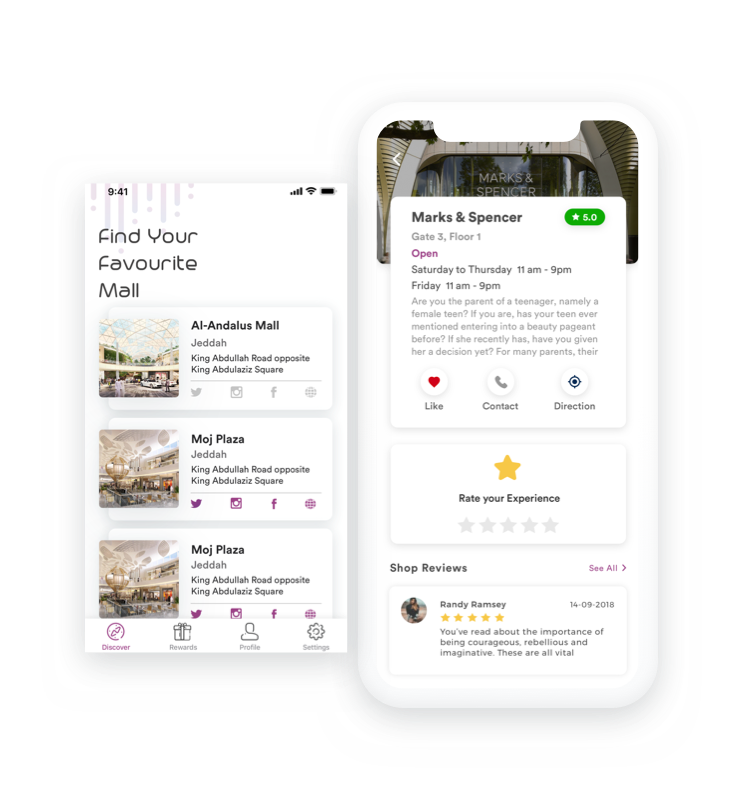 9:41
Find Your
Favourite
Mall
Al-Andalus Mall
Jeddah
King Abdullah Road opposite
King Abdulaziz Square
Moj Plaza
Jeddah
King Abdullah Road opposite
King Abdulaziz Square
Moj Plaza
Jeddah
King Abdullah Road opposite
King Abdulaziz Square
Discover
Rewards
Profile
Settings
MARKS &
SPENCER
Marks & Spencer
5.0
Gate 3, Floor 1
Open
Saturday to Thursday 11 am - 9pm
Friday 11 am - 9pm
Are you the parent of a teenager, namely a
female teen? If you are, has your teen ever
mentioned entering into a beauty pageant
before? If she recently has, have you given
her a decision yet? For many parents, their
Like
Contact
Direction
Rate your Experience
Shop Reviews
See All
Randy Ramsey
14-09-2018
You've read about the importance of
being courageous, rebellious and
imaginative. These are all vital